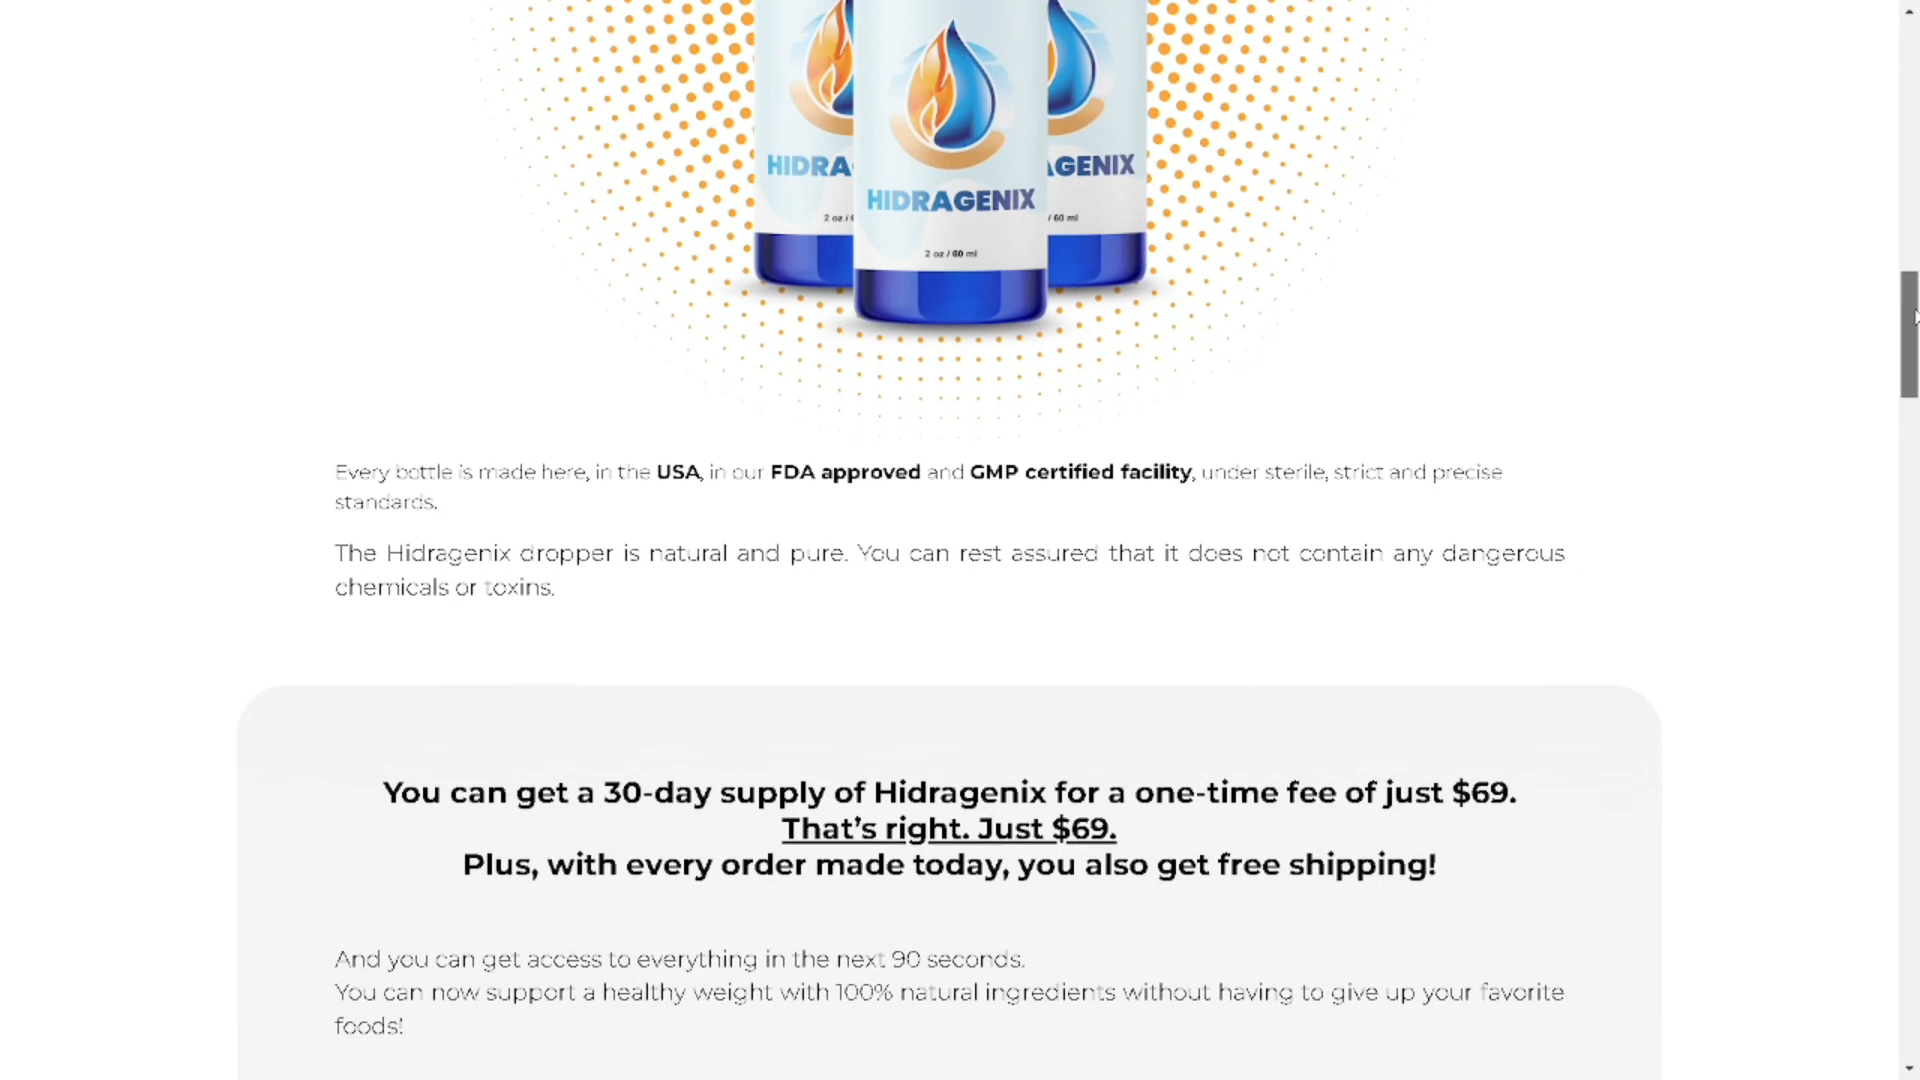 HIDRA
AGENIX
HIDRAGENIX
2 oz /
/ 60 ml
2 oz / 60 ml
Every bottle is made here, in the USA, in our FDA approved and GMP certified facility, under sterile, strict and precise
standards.
The Hidragenix dropper is natural and pure. You can rest assured that it does not contain any dangerous
chemicals or toxins.
You can get a 30-day supply of Hidragenix for a one-time fee of just $69.
That's right. Just $69.
Plus, with every order made today, you also get free shipping!
And you can get access to everything in the next 90 seconds.
You can now support a healthy weight with 100% natural ingredients without having to give up your favorite
foods!